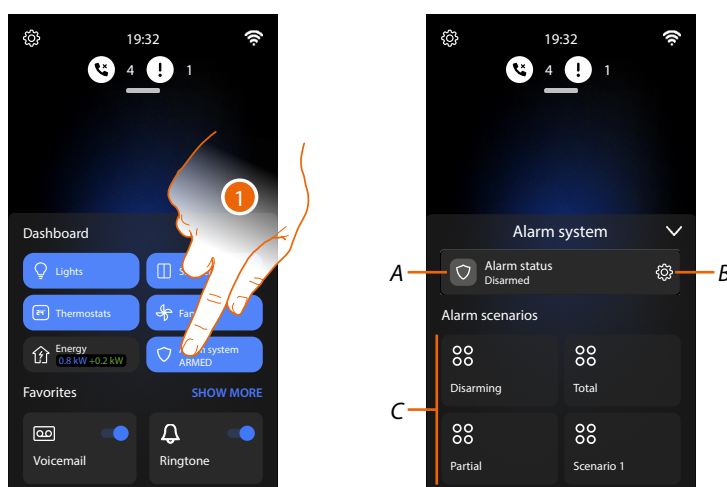 19:32
4 1
1
Dashboard
Lights
Thermostats
Energy
0.8 kW +0.2 kW
system
ARMED
Favorites SHOW MORE
Voicemail Ringtone
19:32
4 1
Alarm system
A
Alarm status
Disarmed
B
Alarm scenarios
C
Disarming Total
Partial Scenario 1